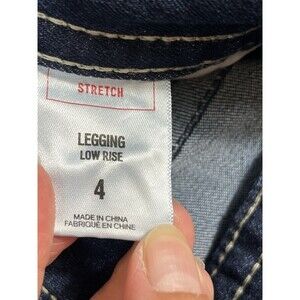 STRETCH
LEGGING
LOW RISE
4
MADE IN CHINA
FABRIQUÉ EN CHINE